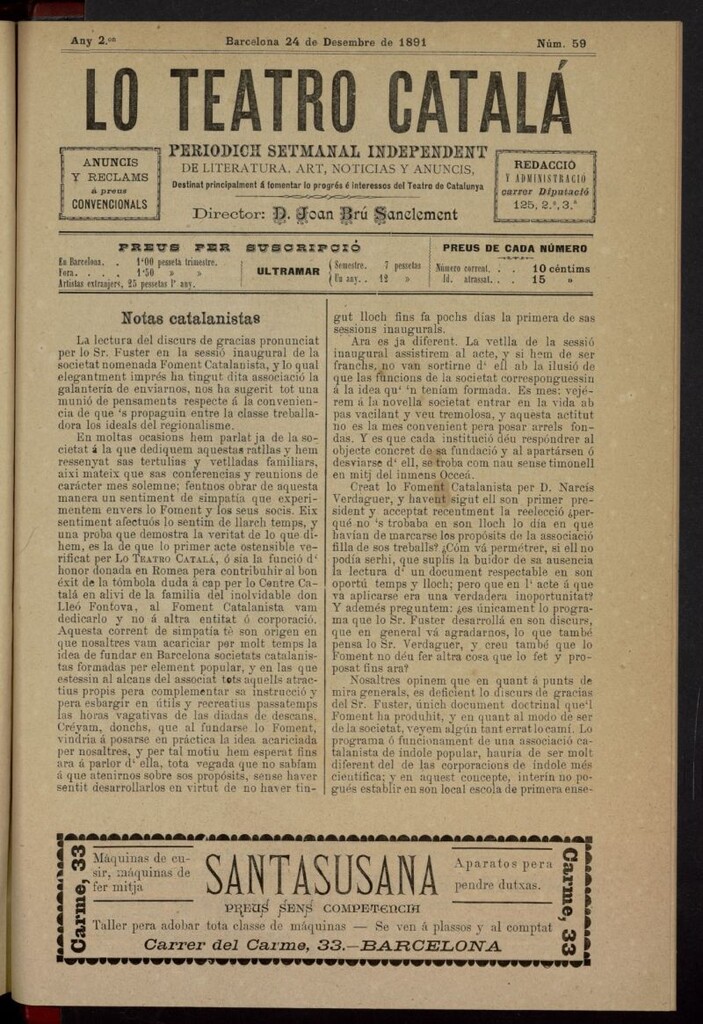 Any 2.on Barcelona 24 de Desembre de 1891 Núm. 59
LO TEATRO CATALÁ
ANUNCIS
Y RECLAMS
á preus
CONVENCIONALS
PERIODICH SETMANAL INDEPENDENT
DE LITERATURA, ART, NOTICIAS Y ANUNCIS,
Destinat principalment á fomentar lo progrés é interessos del Teatro de Catalunya
Director: D. Joan Brú Sanclement
REDACCIÓ
Y ADMINISTRACIÓ
carrer Diputació
125, 2.º, 3.ª
PREUS PER SUSCRIPCIÓ
En Barcelona. . 1'00 pesseta trimestre.
Fora. . . . 1'50 » »
Artistas extranjers, 25 pessetas l' any.
ULTRAMAR
Semestre. 7 pessetas
Un any. . 12 »
PREUS DE CADA NÚMERO
Número corrent. . . 10 céntims
Id. atrassat. . . 15 »
Notas catalanistas
La lectura del discurs de gracias pronunciat
per lo Sr. Fuster en la sessió inaugural de la
societat nomenada Foment Catalanista, y lo qual
elegantment imprés ha tingut dita associació la
galantería de enviarnos, nos ha sugerit tot una
munió de pensaments respecte á la convenien-
cia de que 's propaguin entre la classe treballa-
dora los ideals del regionalisme.
En moltas ocasions hem parlat ja de la so-
cietat á la que dediquem aquestas ratllas y hem
ressenyat sas tertulias y vetlladas familiars,
aixi mateix que sas conferencias y reunions de
carácter mes solemne; fentnos obrar de aquesta
manera un sentiment de simpatía que experi-
mentem envers lo Foment y los seus socis. Eix
sentiment afectuós lo sentim de llarch temps, y
una proba que demostra la veritat de lo que di-
hem, es la de que lo primer acte ostensible ve-
rificat per LO TEATRO CATALÁ, ó sia la funció d'
honor donada en Romea pera contribuhir al bon
éxit de la tómbola duda á cap per lo Centre Ca-
talá en alivi de la familia del inolvidable don
Lleó Fontova, al Foment Catalanista vam
dedicarlo y no á altra entitat ó corporació.
Aquesta corrent de simpatía té son origen en
que nosaltres vam acariciar per molt temps la
idea de fundar en Barcelona societats catalanis-
tas formadas per element popular, y en las que
estessin al alcans del associat tots aquells atrac-
tius propis pera complementar sa instrucció y
pera esbargir en útils y recreatius passatemps
las horas vagativas de las diadas de descans.
Créyam, donchs, que al fundarse lo Foment,
vindria á posarse en práctica la idea acariciada
per nosaltres, y per tal motiu hem esperat fins
ara á parlor d' ella, tota vegada que no sabíam
á que atenirnos sobre sos propósits, sense haver
sentit desarrollarlos en virtut de no haver tin-
gut lloch fins fa pochs dias la primera de sas
sessions inaugurals.
Ara es ja diferent. La vetlla de la sessió
inaugural assistirem al acte, y si hem de ser
franchs, no van sortirne d' ell ab la ilusió de
que las funcions de la societat corresponguessin
á la idea qu' 'n teníam formada. Es mes: vejé-
rem á la novella societat entrar en la vida ab
pas vacilant y veu tremolosa, y aquesta actitut
no es la mes convenient pera posar arrels fon-
das. Y es que cada institució déu respóndrer al
objecte concret de sa fundació y al apartársen ó
desviarse d' ell, se troba com nau sense timonell
en mitj del inmens Occeá.
Creat lo Foment Catalanista per D. Narcís
Verdaguer, y havent sigut ell son primer pre-
sident y acceptat recentment la reelecció ¿per-
qué no 's trobaba en son lloch lo dia en que
havían de marcarse los propósits de la associació
filla de sos treballs? ¿Cóm vá permétrer, si ell no
podía serhi, que suplís la buidor de sa ausencia
la lectura d' un document respectable en son
oportú temps y lloch; pero que en l' acte á que
va aplicarse era una verdadera inoportunitat?
Y ademés preguntem: ¿es únicament lo progra-
ma que lo Sr. Fuster desarrollá en son discurs,
que en general vá agradarnos, lo que també
pensa lo Sr. Verdaguer, y creu també que lo
Foment no déu fer altra cosa que lo fet y pro-
posat fins ara?
Nosaltres opinem que en quant á punts de
mira generals, es deficient lo discurs de gracias
del Sr. Fuster, únich document doctrinal que'l
Foment ha produhit, y en quant al modo de ser
de la societat, veyem algún tant errat lo camí. Lo
programa ó funcionament de una associació ca-
talanista de índole popular, hauria de ser molt
diferent del de las corporacions de índole més
científica; y en aquest concepte, interin no po-
gués establir en son local escola de primera ense-
Carme, 33
Máquinas de cu-
sir, máquinas de
fer mitja
SANTASUSANA
Aparatos pera
pendre dutxas.
PREUS SENS COMPETENCIA
Taller pera adobar tota classe de máquinas — Se ven á plassos y al comptat
Carrer del Carme, 33.—BARCELONA
Carme, 33